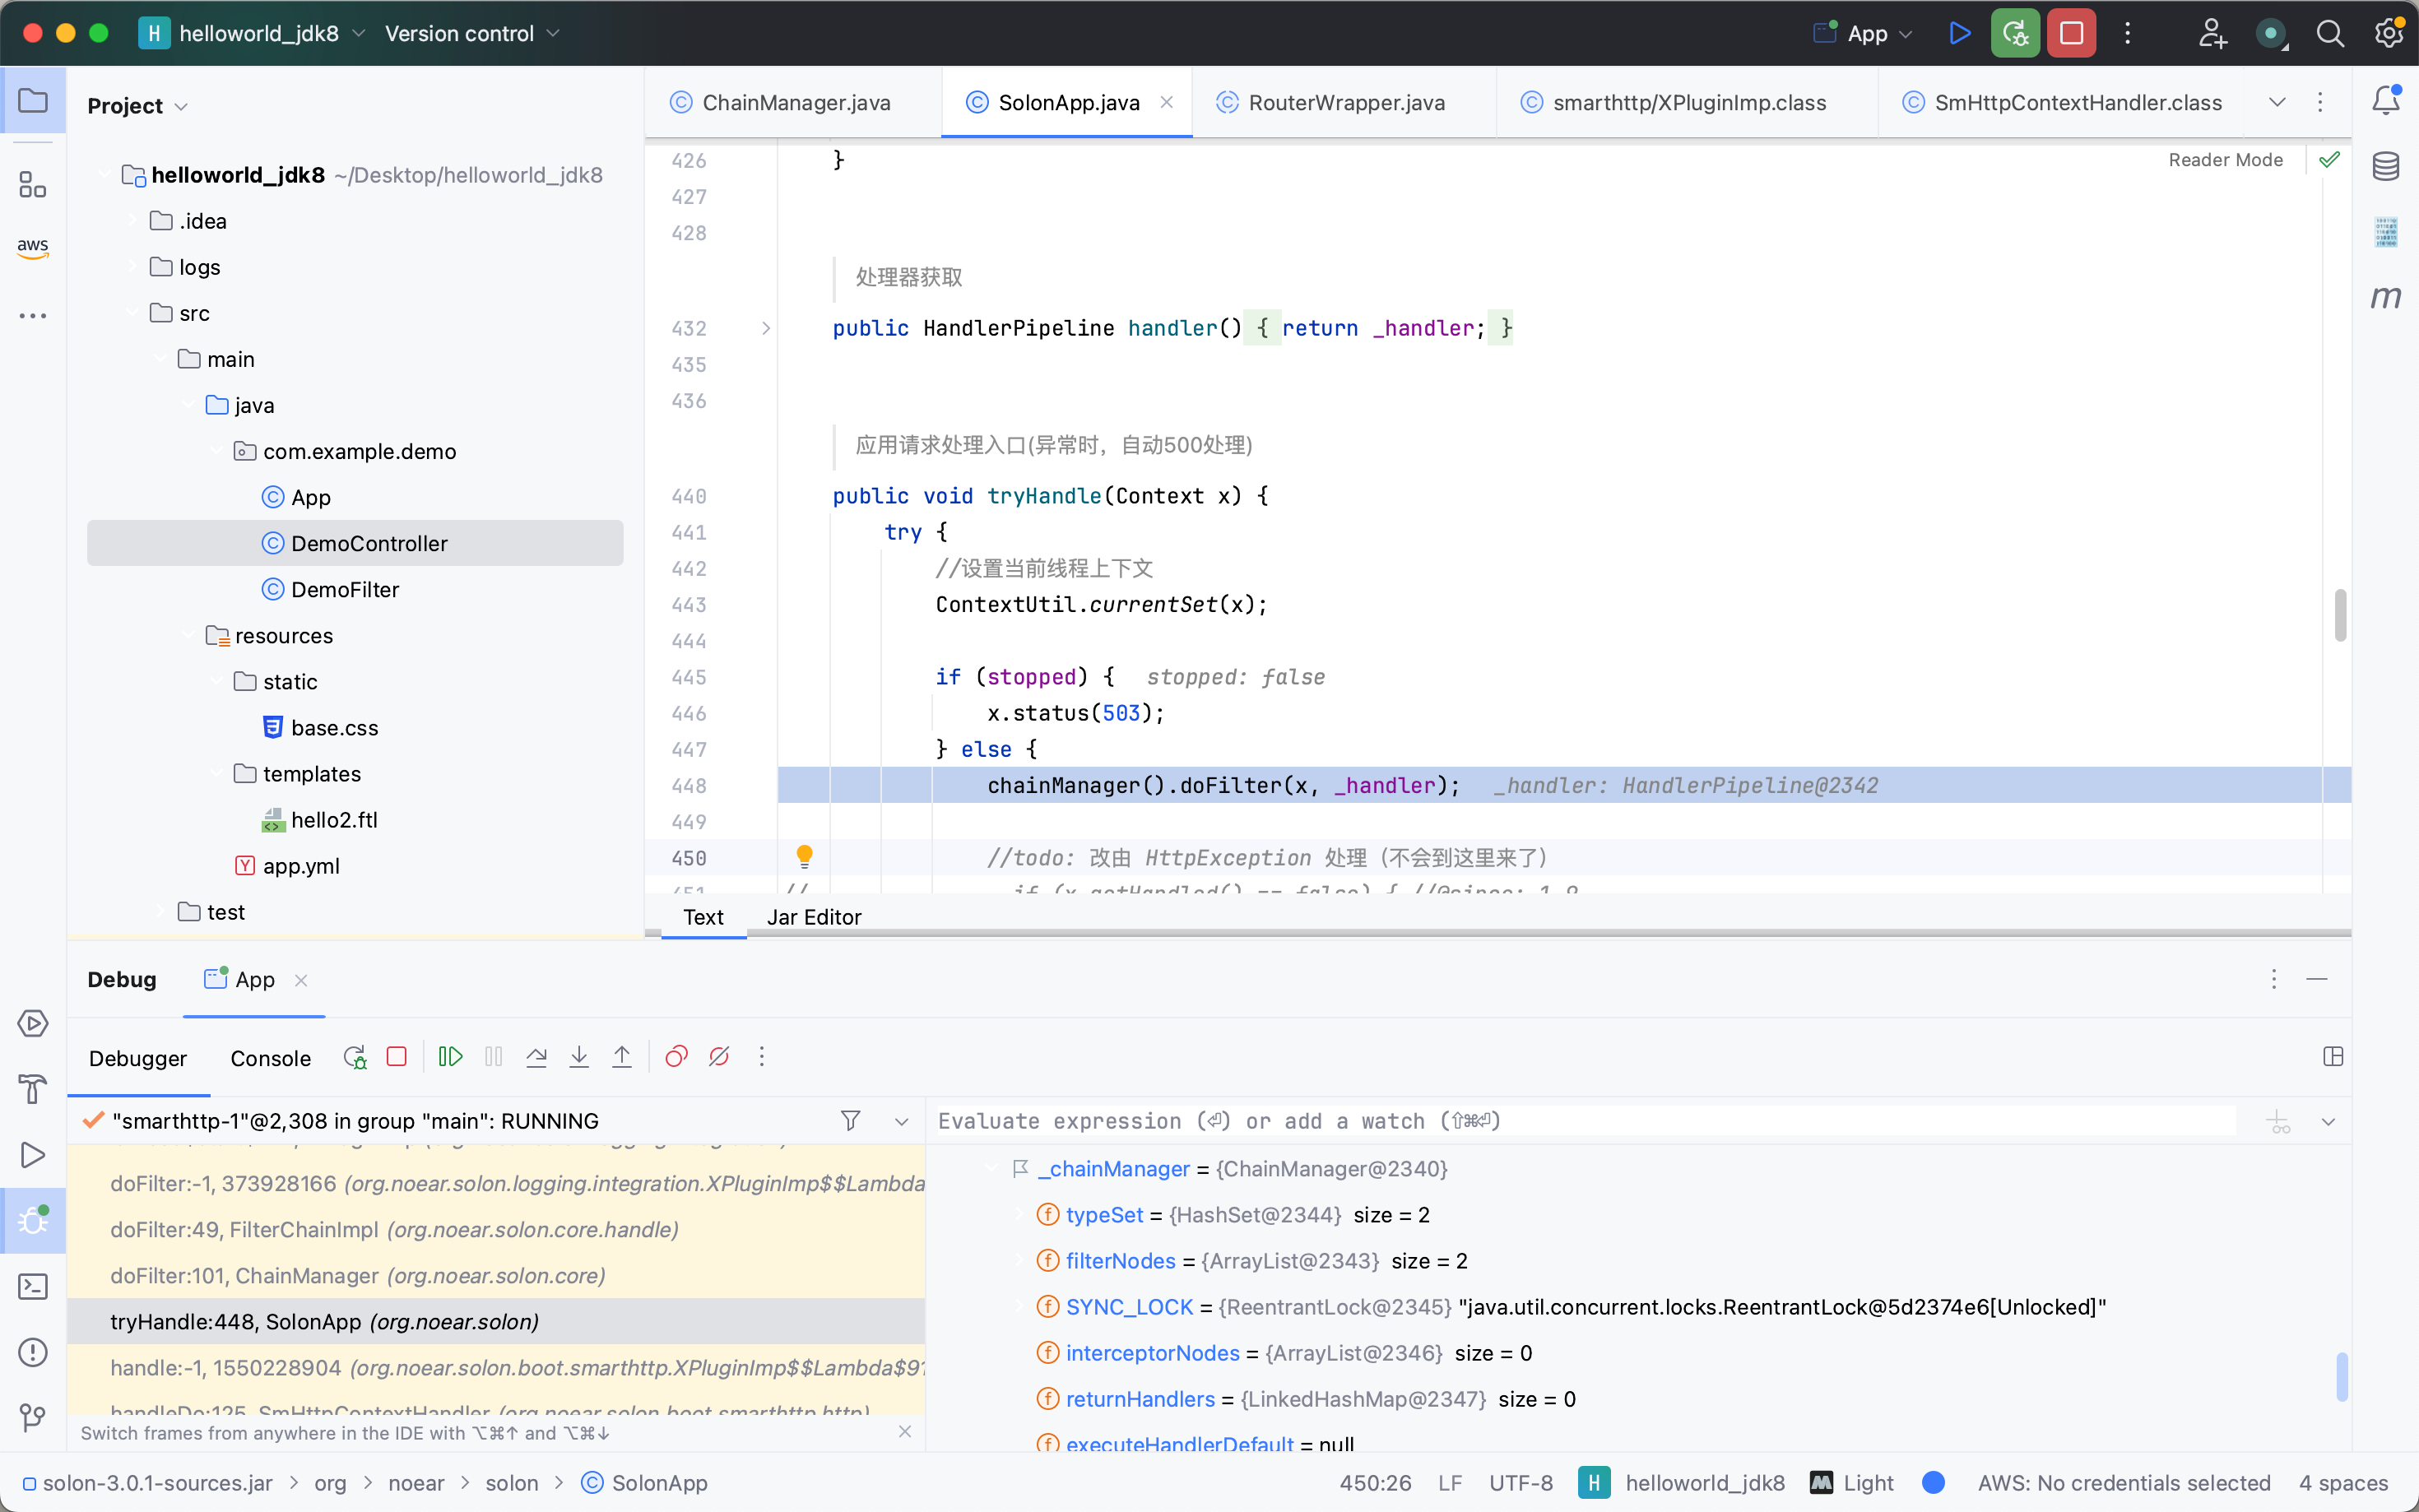 H helloworld_jdk8 Version control App
Project
helloworld_jdk8 ~/Desktop/helloworld_jdk8
.idea
logs
src
main
java
com.example.demo
App
DemoController
DemoFilter
resources
static
base.css
templates
hello2.ftl
app.yml
test
aws
ChainManager.java SolonApp.java RouterWrapper.java smarthttp/XPluginImp.class SmHttpContextHandler.class
Reader Mode
426 }
427
428
处理器获取
432 public HandlerPipeline handler() { return _handler; }
435
436
应用请求处理入口(异常时，自动500处理)
440 public void tryHandle(Context x) {
441 try {
442 //设置当前线程上下文
443 ContextUtil.currentSet(x);
444
445 if (stopped) { stopped: false
446 x.status(503);
447 } else {
448 chainManager().doFilter(x, _handler); _handler: HandlerPipeline@2342
449
450 //todo: 改由 HttpException 处理（不会到这里来了）
451 // if (x.getHandled() == false) { //@since: 1.9
Text Jar Editor
Debug App
Debugger Console
"smarthttp-1"@2,308 in group "main": RUNNING
doFilter:-1, 373928166 (org.noear.solon.logging.integration.XPluginImp$$Lambda
doFilter:49, FilterChainImpl (org.noear.solon.core.handle)
doFilter:101, ChainManager (org.noear.solon.core)
tryHandle:448, SolonApp (org.noear.solon)
handle:-1, 1550228904 (org.noear.solon.boot.smarthttp.XPluginImp$$Lambda$91
handleDo:125, SmHttpContextHandler (org.noear.solon.boot.smarthttp.http)
Switch frames from anywhere in the IDE with ⌥⌘↑ and ⌥⌘↓
Evaluate expression (⏎) or add a watch (⇧⌘⏎)
_chainManager = {ChainManager@2340}
typeSet = {HashSet@2344} size = 2
filterNodes = {ArrayList@2343} size = 2
SYNC_LOCK = {ReentrantLock@2345} "java.util.concurrent.locks.ReentrantLock@5d2374e6[Unlocked]"
interceptorNodes = {ArrayList@2346} size = 0
returnHandlers = {LinkedHashMap@2347} size = 0
executeHandlerDefault = null
solon-3.0.1-sources.jar > org > noear > solon > SolonApp
450:26 LF UTF-8 H helloworld_jdk8 Light AWS: No credentials selected 4 spaces